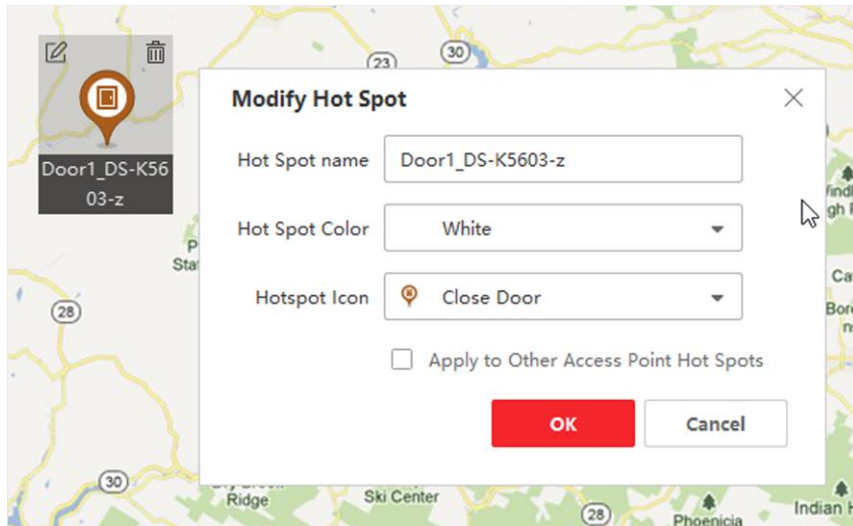 23
30
Modify Hot Spot
Door1_DS-K56
03-z
Hot Spot name
Door1_DS-K5603-z
Hot Spot Color
White
Hotspot Icon
Close Door
28
Apply to Other Access Point Hot Spots
OK
Cancel
30
Ridge
Ski Center
28
Phoenicia
Indian